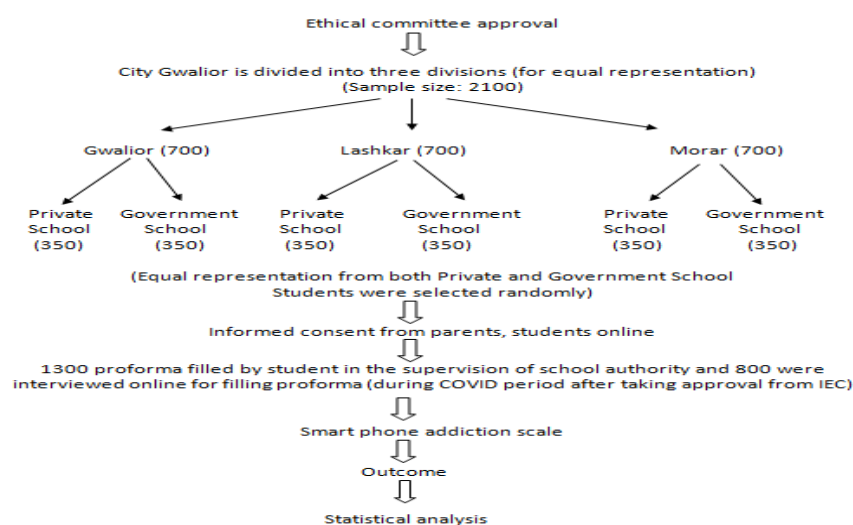 Ethical committee approval
City Gwalior is divided into three divisions (for equal representation)
(Sample size: 2100)
Gwalior (700)
Lashkar (700)
Morar (700)
Private School (350)
Government School (350)
Private School (350)
Government School (350)
Private School (350)
Government School (350)
(Equal representation from both Private and Government School
Students were selected randomly)
Informed consent from parents, students online
1300 proforma filled by student in the supervision of school authority and 800 were
interviewed online for filling proforma (during COVID period after taking approval from IEC)
Smart phone addiction scale
Outcome
Statistical analysis